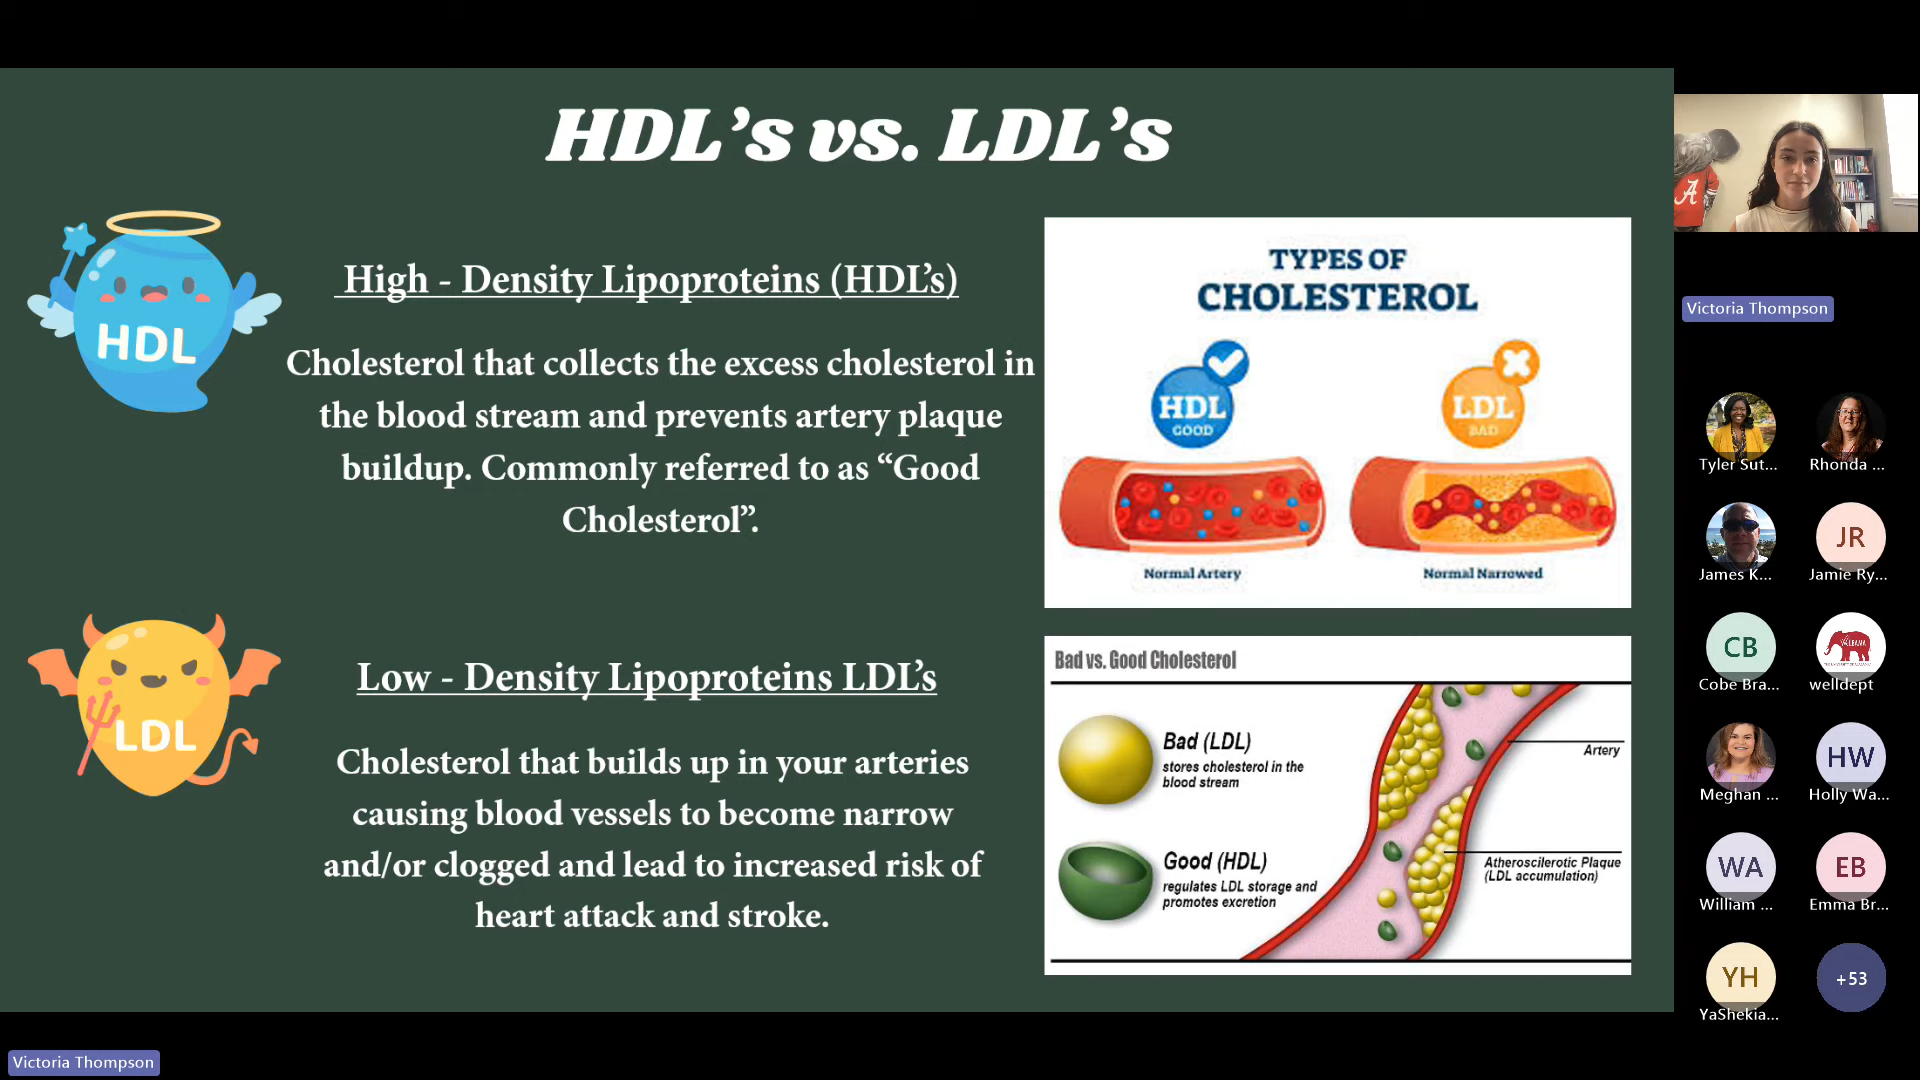 HDL’s vs. LDL’s
HDL
High - Density Lipoproteins (HDL’s)
Cholesterol that collects the excess cholesterol in
the blood stream and prevents artery plaque
buildup. Commonly referred to as “Good
Cholesterol”.
LDL
Low - Density Lipoproteins LDL’s
Cholesterol that builds up in your arteries
causing blood vessels to become narrow
and/or clogged and lead to increased risk of
heart attack and stroke.
TYPES OF
CHOLESTEROL
HDL
GOOD
LDL
BAD
Normal Artery
Normal Narrowed
Bad vs. Good Cholesterol
Bad (LDL)
stores cholesterol in the
blood stream
Good (HDL)
regulates LDL storage and
promotes excretion
Artery
Atheroscilerotic Plaque
(LDL accumulation)
A
Victoria Thompson
Tyler Sut...
Rhonda ...
James K...
JR
Jamie Ry...
CB
Cobe Bra...
welldept
Meghan ...
HW
Holly Wa...
WA
William ...
EB
Emma Br...
YH
YaShekia...
+53
Victoria Thompson